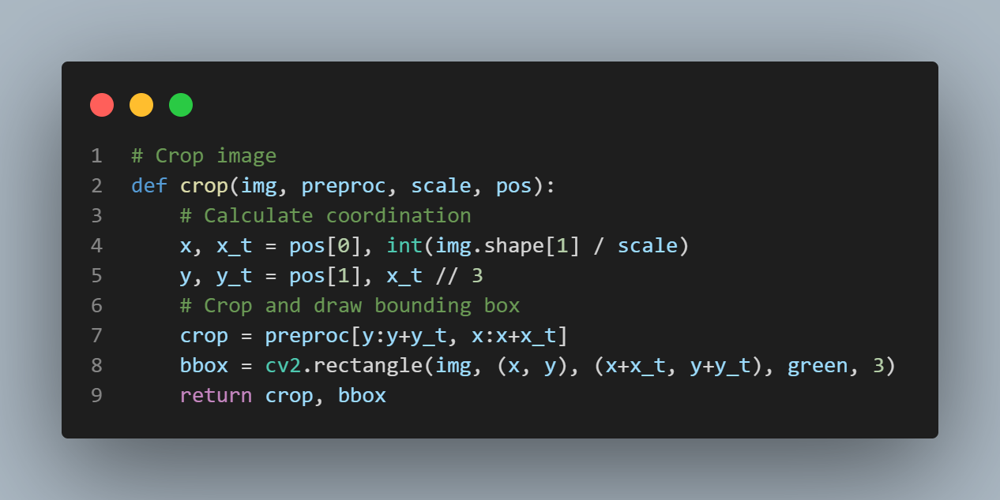 1 # Crop image
2 def crop(img, preproc, scale, pos):
3     # Calculate coordination
4     x, x_t = pos[0], int(img.shape[1] / scale)
5     y, y_t = pos[1], x_t // 3
6     # Crop and draw bounding box
7     crop = preproc[y:y+y_t, x:x+x_t]
8     bbox = cv2.rectangle(img, (x, y), (x+x_t, y+y_t), green, 3)
9     return crop, bbox